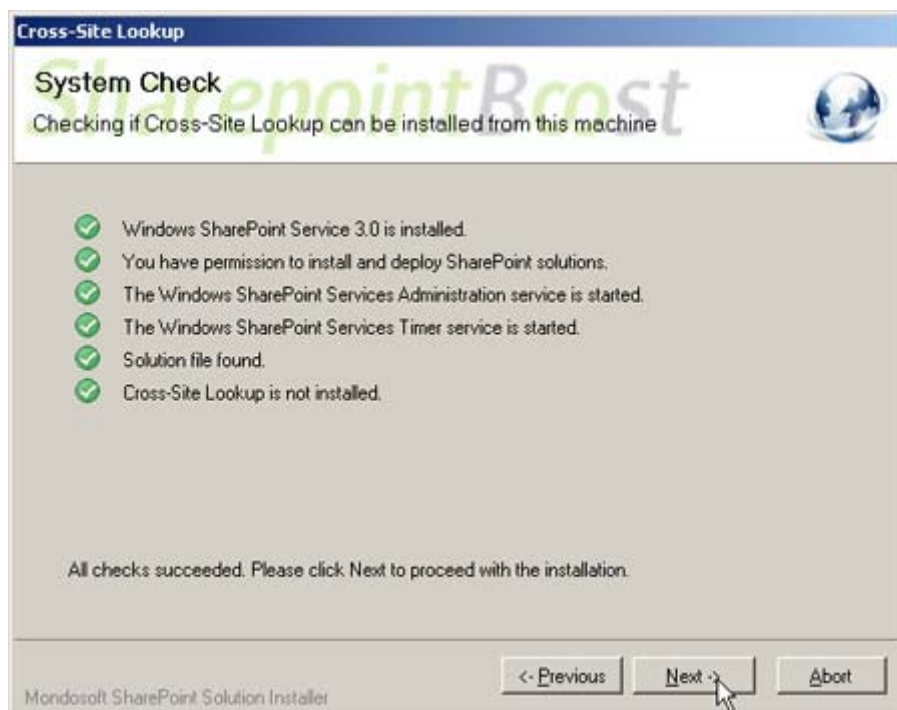 Cross-Site Lookup
SharepointBoost
System Check
Checking if Cross-Site Lookup can be installed from this machine
Windows SharePoint Service 3.0 is installed.
You have permission to install and deploy SharePoint solutions.
The Windows SharePoint Services Administration service is started.
The Windows SharePoint Services Timer service is started.
Solution file found.
Cross-Site Lookup is not installed.
All checks succeeded. Please click Next to proceed with the installation.
<- Previous Next -> Abort
Mondosoft SharePoint Solution Installer